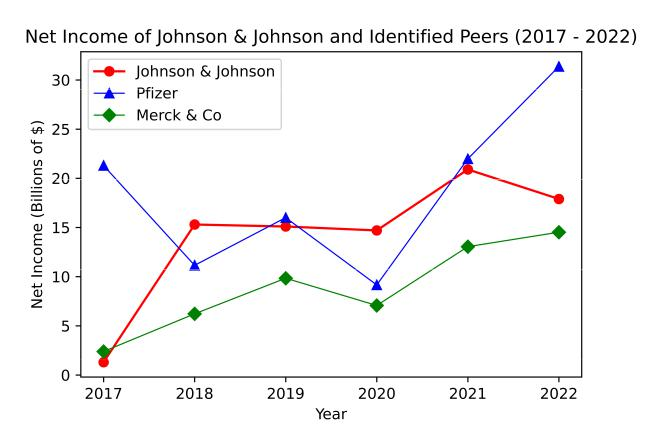 Net Income of Johnson & Johnson and Identified Peers (2017 - 2022)
Johnson & Johnson
Pfizer
Merck & Co
Net Income (Billions of $)
30
25
20
15
10
5
0
2017 2018 2019 2020 2021 2022
Year